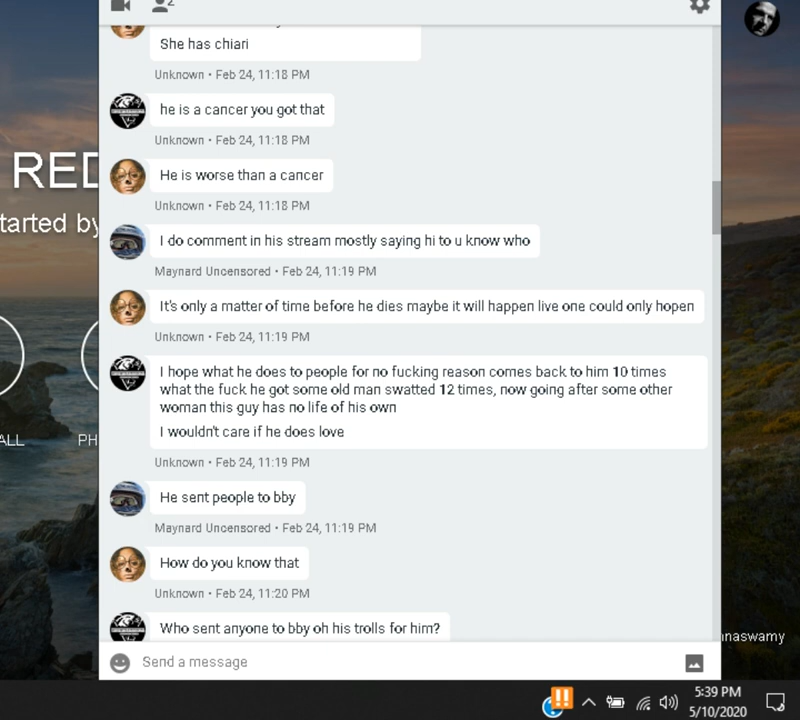 She has chiari
Unknown • Feb 24, 11:18 PM
he is a cancer you got that
Unknown • Feb 24, 11:18 PM
RED
He is worse than a cancer
Unknown • Feb 24, 11:18 PM
tarted by
I do comment in his stream mostly saying hi to u know who
Maynard Uncensored • Feb 24, 11:19 PM
It's only a matter of time before he dies maybe it will happen live one could only hopen
Unknown • Feb 24, 11:19 PM
I hope what he does to people for no fucking reason comes back to him 10 times
what the fuck he got some old man swatted 12 times, now going after some other
woman this guy has no life of his own
I wouldn't care if he does love
ALL
PH
Unknown • Feb 24, 11:19 PM
He sent people to bby
Maynard Uncensored • Feb 24, 11:19 PM
How do you know that
Unknown • Feb 24, 11:20 PM
Who sent anyone to bby oh his trolls for him?
naswamy
Send a message
5:39 PM
5/10/2020